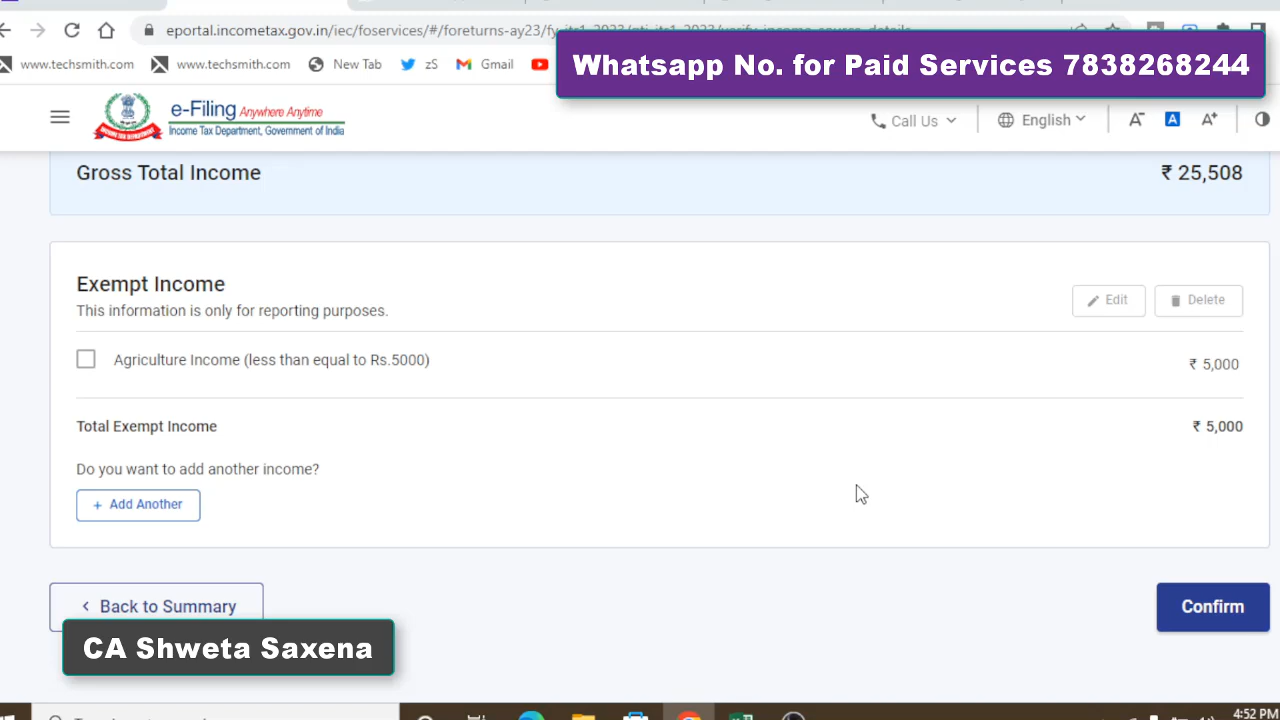 eportal.incometax.gov.in/iec/foservices/#/foreturns-ay23/
Whatsapp No. for Paid Services 7838268244
www.techsmith.com www.techsmith.com New Tab zS Gmail
e-Filing Anywhere Anytime
Income Tax Department, Government of India
Call Us English A- A A+
Gross Total Income ₹ 25,508
Exempt Income
This information is only for reporting purposes.
Edit Delete
Agriculture Income (less than equal to Rs.5000) ₹ 5,000
Total Exempt Income ₹ 5,000
Do you want to add another income?
+ Add Another
< Back to Summary Confirm
CA Shweta Saxena
4:52 PM